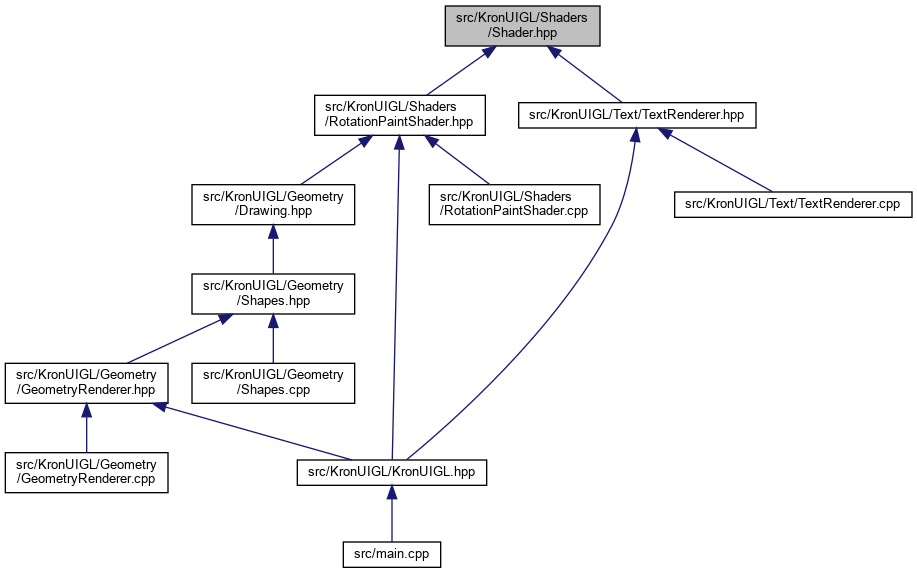 src/KronUIGL/Shaders
/Shader.hpp
src/KronUIGL/Shaders
/RotationPaintShader.hpp
src/KronUIGL/Text/TextRenderer.hpp
src/KronUIGL/Geometry
/Drawing.hpp
src/KronUIGL/Shaders
/RotationPaintShader.cpp
src/KronUIGL/Text/TextRenderer.cpp
src/KronUIGL/Geometry
/Shapes.hpp
src/KronUIGL/Geometry
/GeometryRenderer.hpp
src/KronUIGL/Geometry
/Shapes.cpp
src/KronUIGL/Geometry
/GeometryRenderer.cpp
src/KronUIGL/KronUIGL.hpp
src/main.cpp